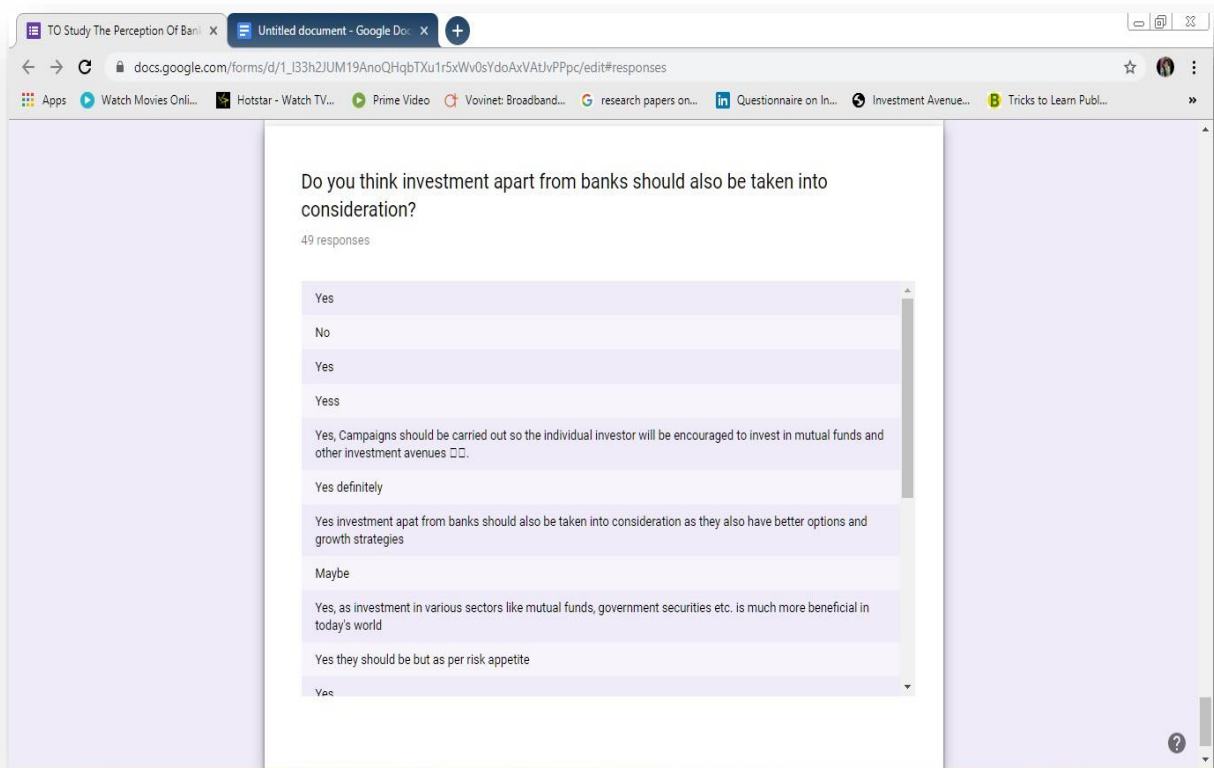 TO Study The Perception Of Bank
Untitled document - Google Doc
docs.google.com/forms/d/1_I33h2JUM19AnoQHqbTXu1r5xWv0sYdoAxVAtJvPPpc/edit#responses
Apps Watch Movies Onli... Hotstar - Watch TV... Prime Video Vovinet: Broadband... research papers on... Questionnaire on In... Investment Avenue... Tricks to Learn Publ... »
Do you think investment apart from banks should also be taken into
consideration?
49 responses
Yes
No
Yes
Yess
Yes, Campaigns should be carried out so the individual investor will be encouraged to invest in mutual funds and
other investment avenues □□.
Yes definitely
Yes investment apat from banks should also be taken into consideration as they also have better options and
growth strategies
Maybe
Yes, as investment in various sectors like mutual funds, government securities etc. is much more beneficial in
today's world
Yes they should be but as per risk appetite
Yes